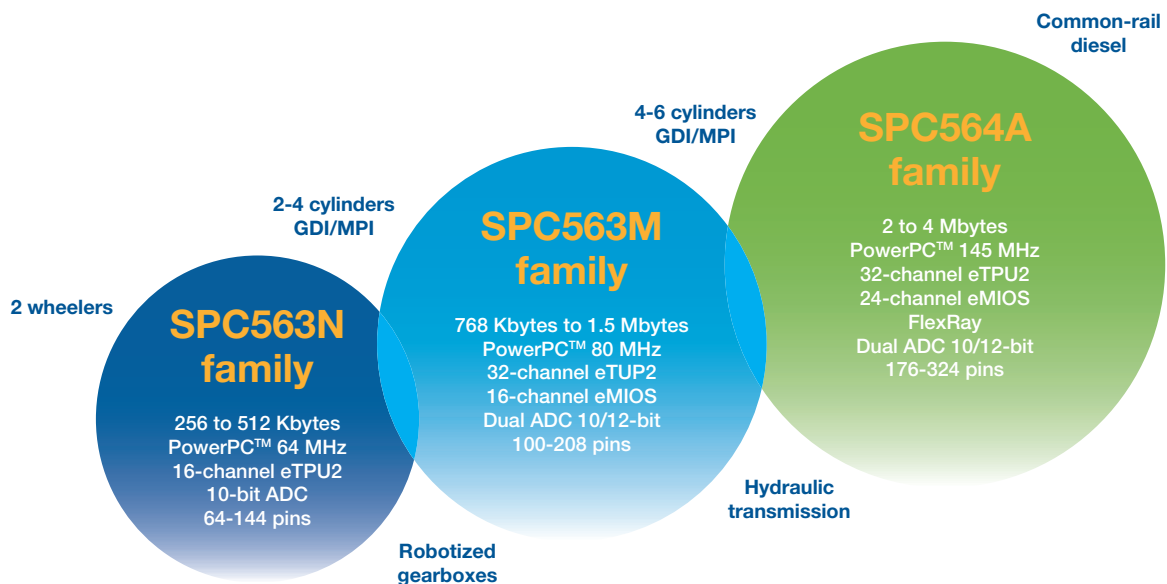 2 wheelers
SPC563N
family
256 to 512 Kbytes
PowerPC™ 64 MHz
16-channel eTPU2
10-bit ADC
64-144 pins
2-4 cylinders
GDI/MPI
Robotized
gearboxes
SPC563M
family
768 Kbytes to 1.5 Mbytes
PowerPC™ 80 MHz
32-channel eTUP2
16-channel eMIOS
Dual ADC 10/12-bit
100-208 pins
4-6 cylinders
GDI/MPI
Hydraulic
transmission
Common-rail
diesel
SPC564A
family
2 to 4 Mbytes
PowerPC™ 145 MHz
32-channel eTPU2
24-channel eMIOS
FlexRay
Dual ADC 10/12-bit
176-324 pins